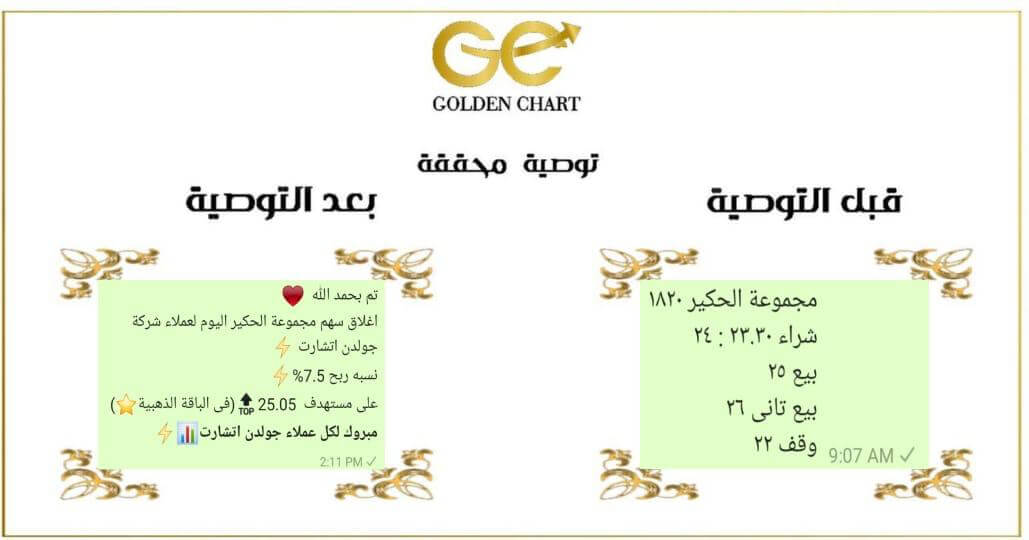 GE
GOLDEN CHART
توصية محققة
قبل التوصية
مجموعة الحكير ١٨٢٠
شراء ٢٣.٣٠ : ٢٤
بيع ٢٥
بيع تانى ٢٦
وقف ٢٢
9:07 AM
بعد التوصية
تم بحمد الله
اغلاق سهم مجموعة الحكير اليوم لعملاء شركة
جولدن اتشارت
نسبه ربح 7.5%
على مستهدف 25.05 TOP (فى الباقة الذهبية)
مبروك لكل عملاء جولدن اتشارت
2:11 PM